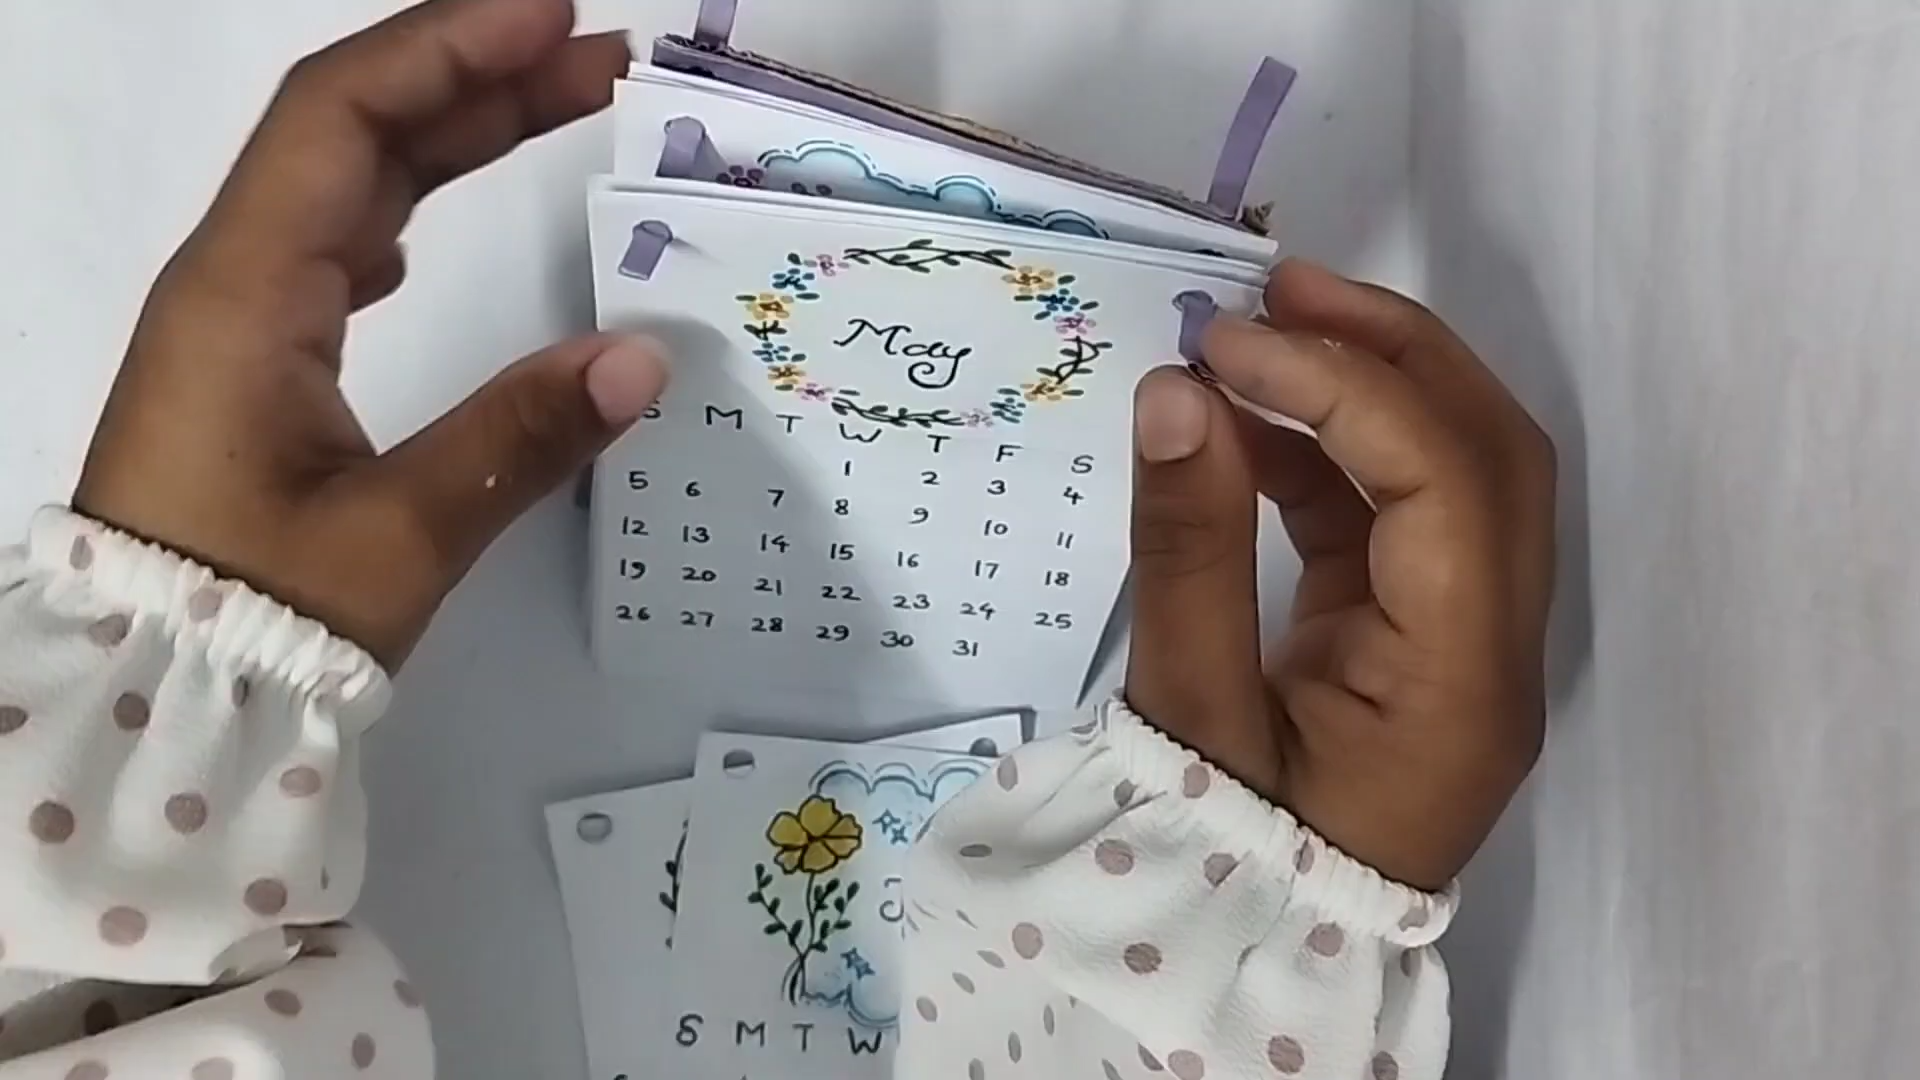 May
S M T W T F S
1 2 3 4
5 6 7 8 9 10 11
12 13 14 15 16 17 18
19 20 21 22 23 24 25
26 27 28 29 30 31
J
S M T W